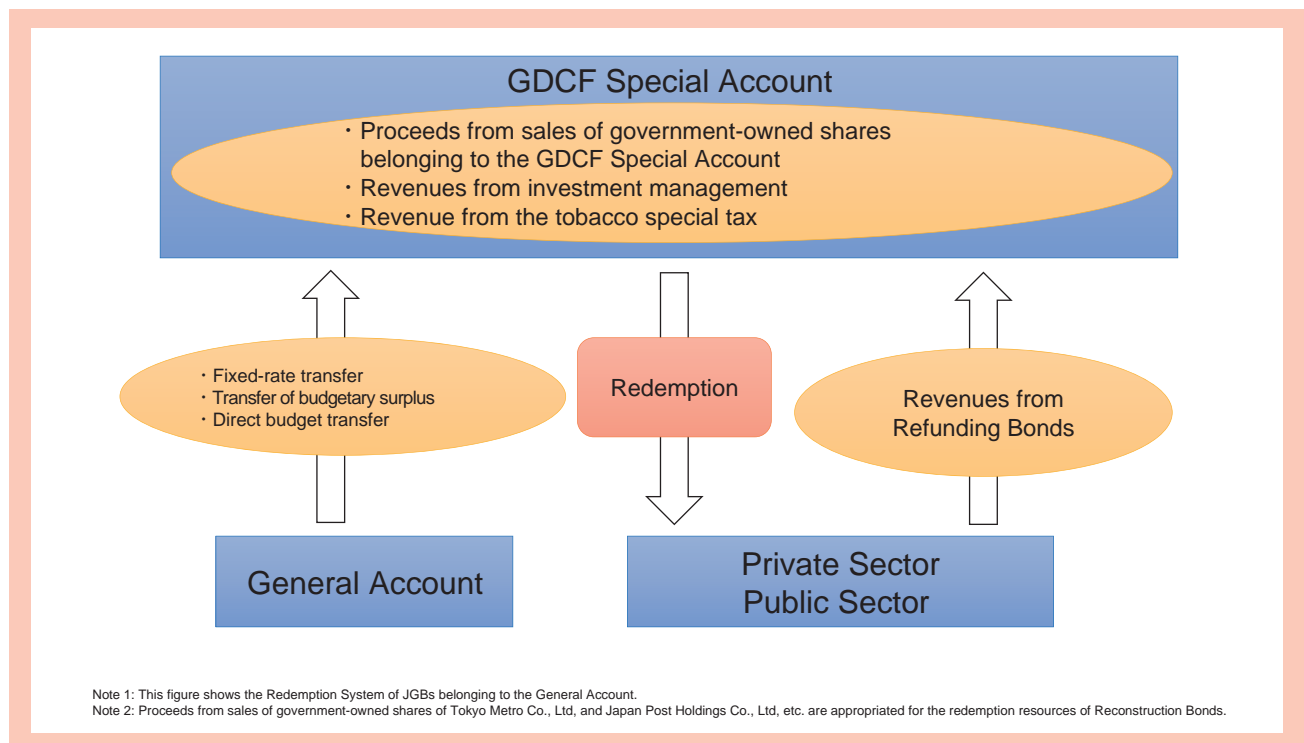 GDCF Special Account
・Proceeds from sales of government-owned shares
belonging to the GDCF Special Account
・Revenues from investment management
・Revenue from the tobacco special tax
・Fixed-rate transfer
・Transfer of budgetary surplus
・Direct budget transfer
Redemption
Revenues from
Refunding Bonds
General Account
Private Sector
Public Sector
Note 1: This figure shows the Redemption System of JGBs belonging to the General Account.
Note 2: Proceeds from sales of government-owned shares of Tokyo Metro Co., Ltd, and Japan Post Holdings Co., Ltd, etc. are appropriated for the redemption resources of Reconstruction Bonds.